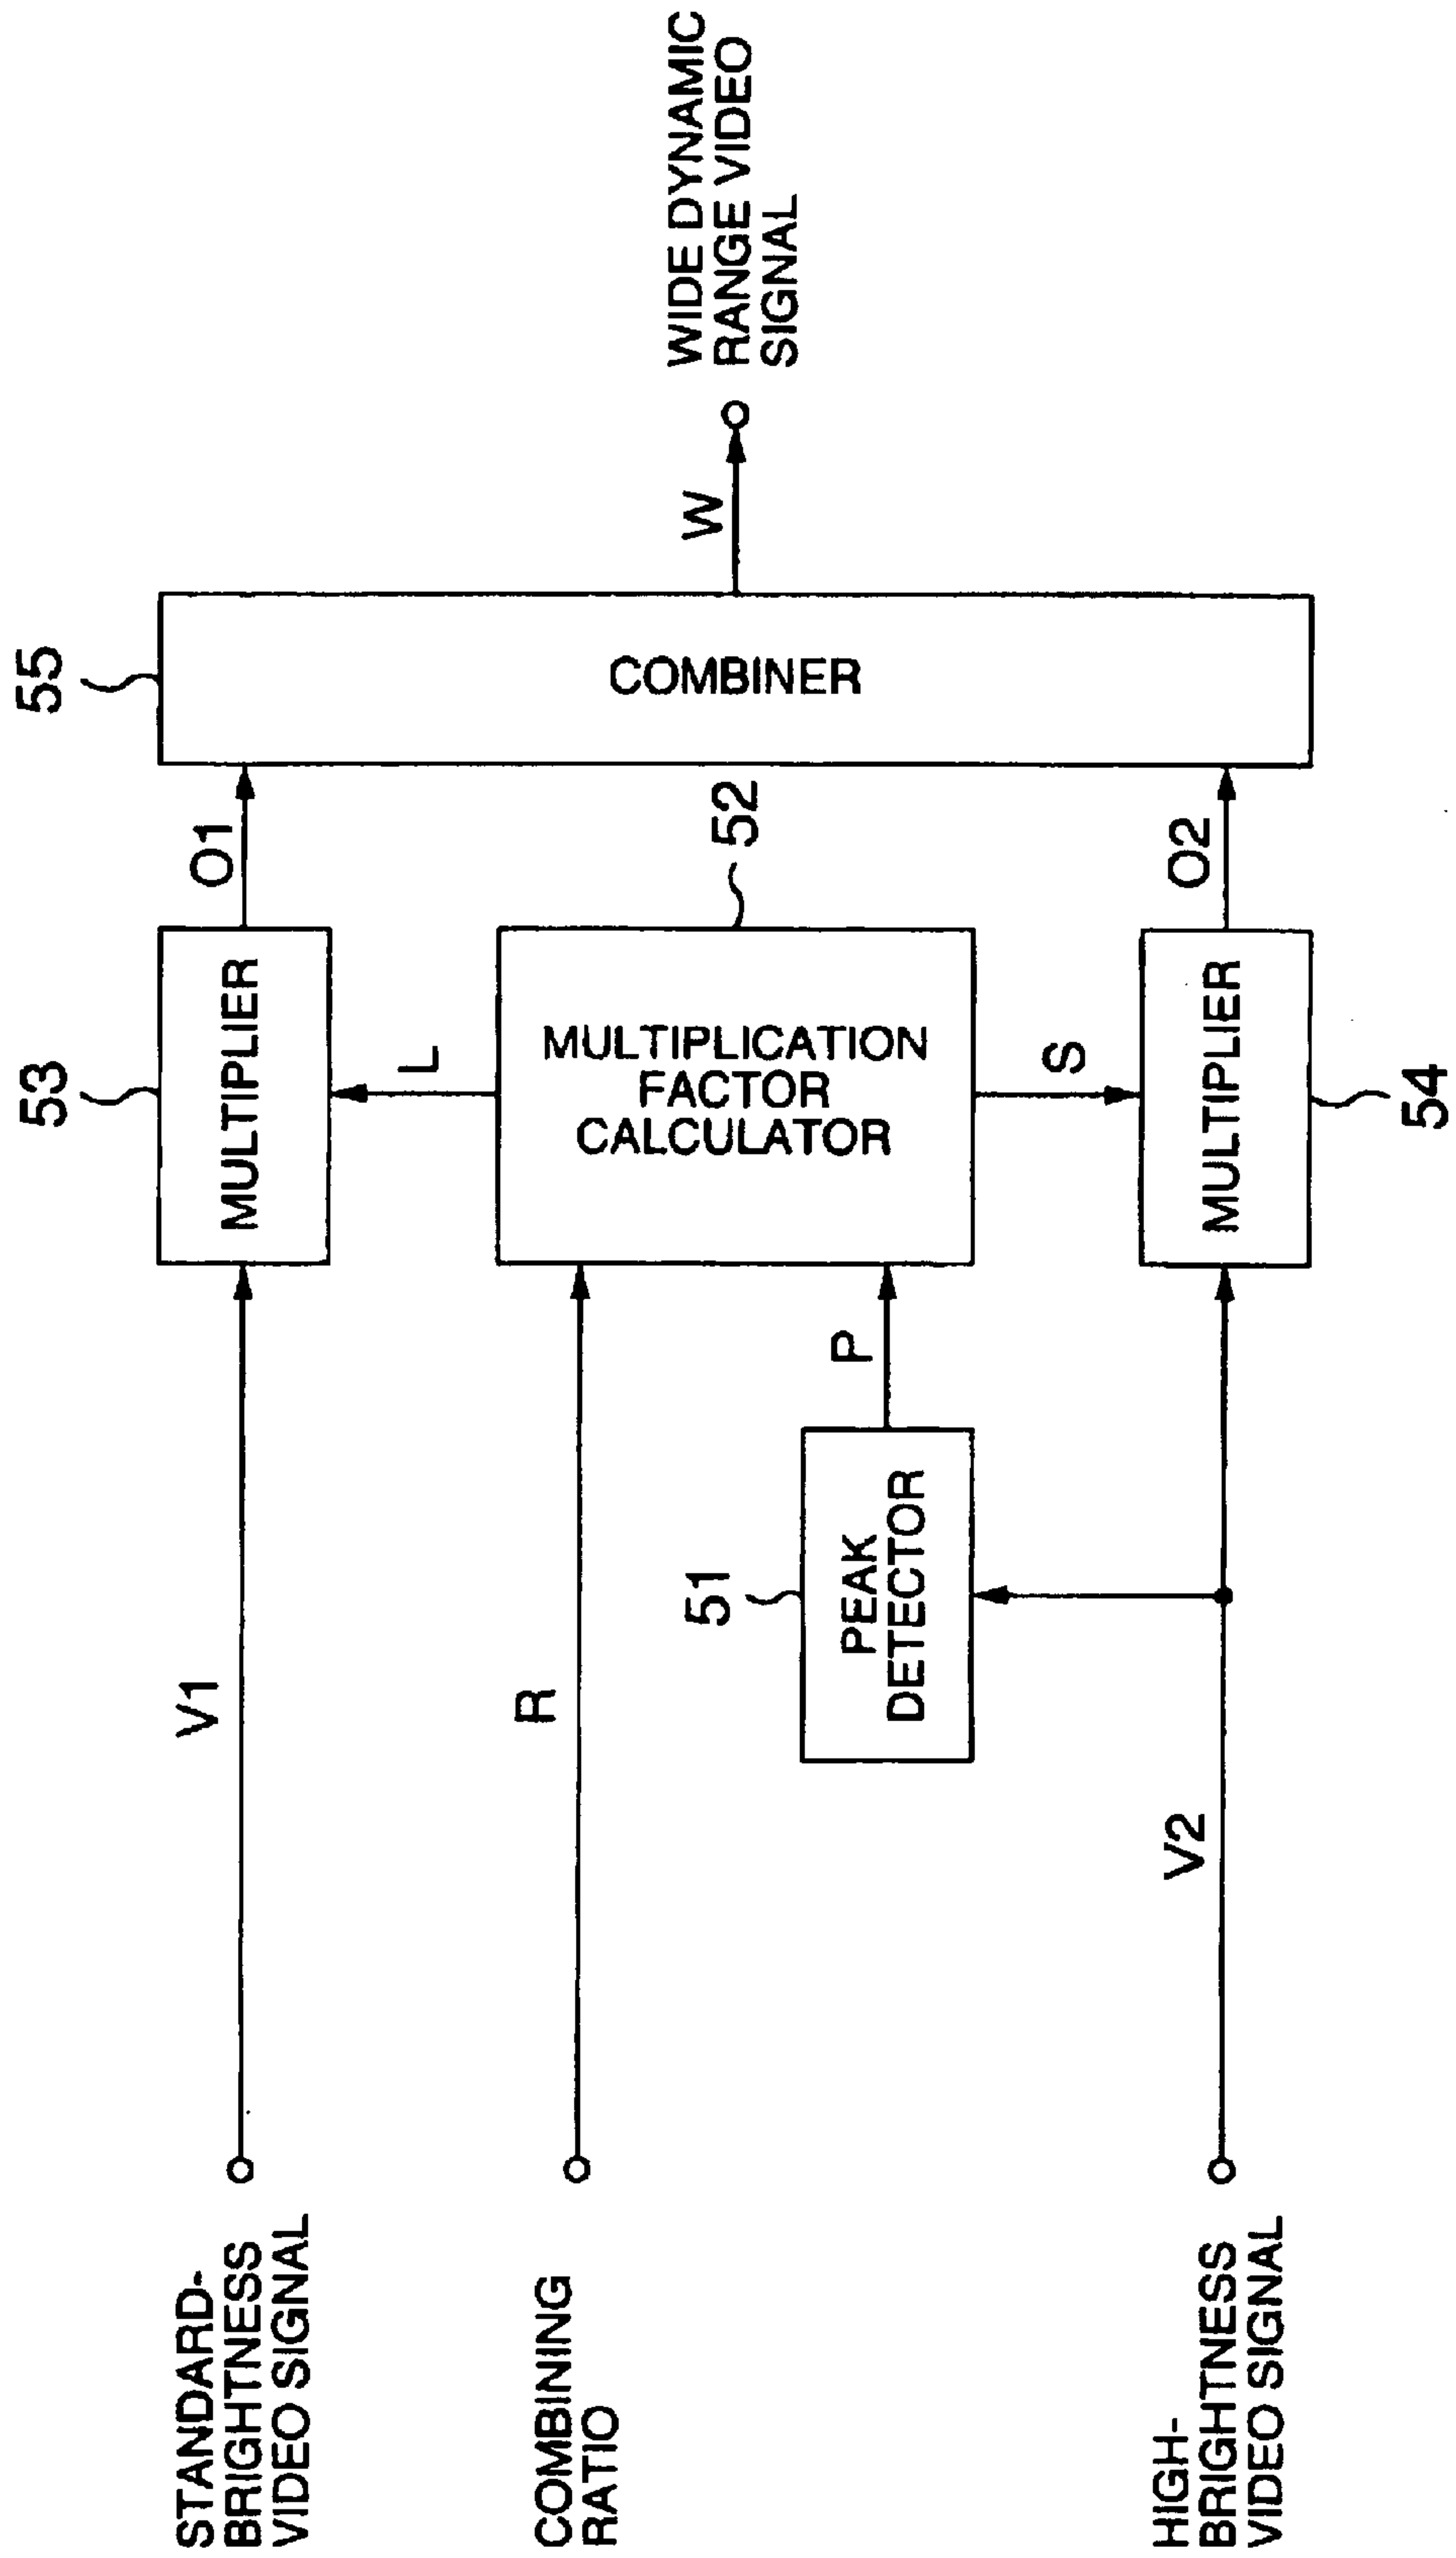 STANDARD-
BRIGHTNESS
VIDEO SIGNAL
V1
53
MULTIPLIER
O1
55
COMBINER
W
WIDE DYNAMIC
RANGE VIDEO
SIGNAL
L
COMBINING
RATIO
R
52
MULTIPLICATION
FACTOR
CALCULATOR
51
PEAK
DETECTOR
P
S
HIGH-
BRIGHTNESS
VIDEO SIGNAL
V2
MULTIPLIER
54
O2